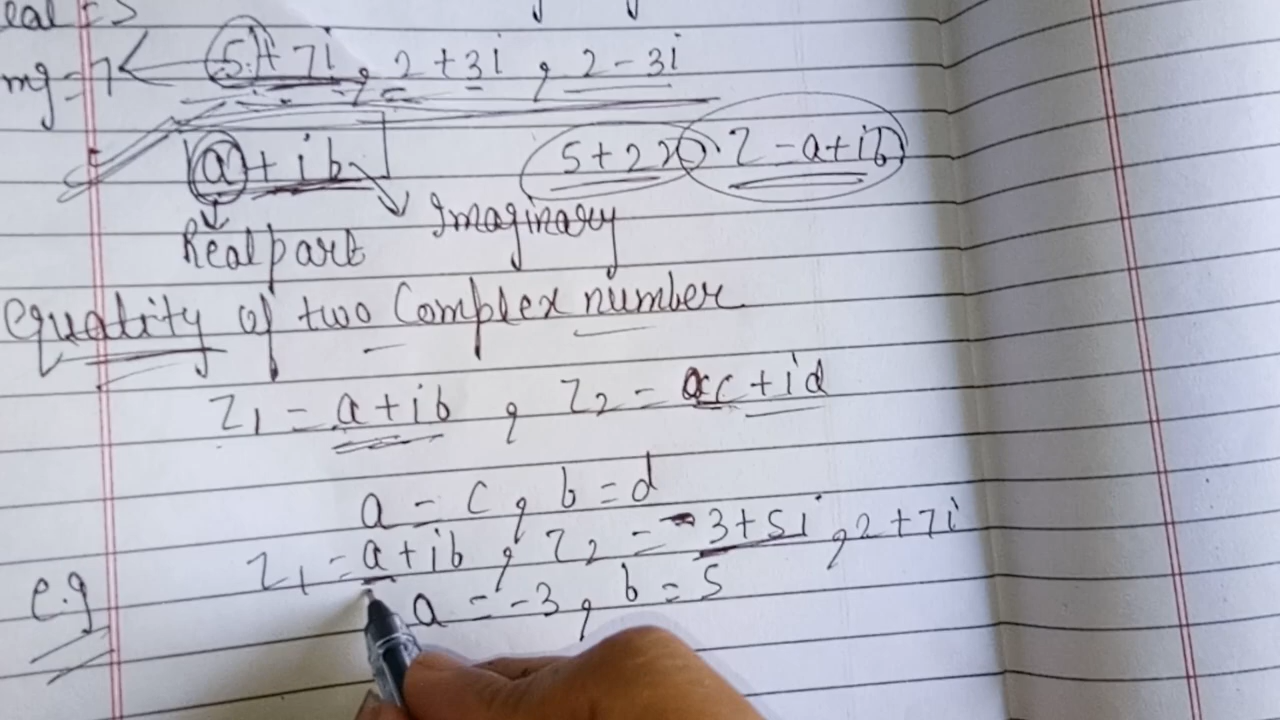 5+7i, 2+3i, 2-3i
a+ib 5+2i z=a+ib
Real part Imaginary
equality of two Complex number
z₁ = a+ib, z₂ = c+id
a = c, b = d
e.g z₁ = a+ib, z₂ = -3+5i, 2+7i
a = -3, b = 5